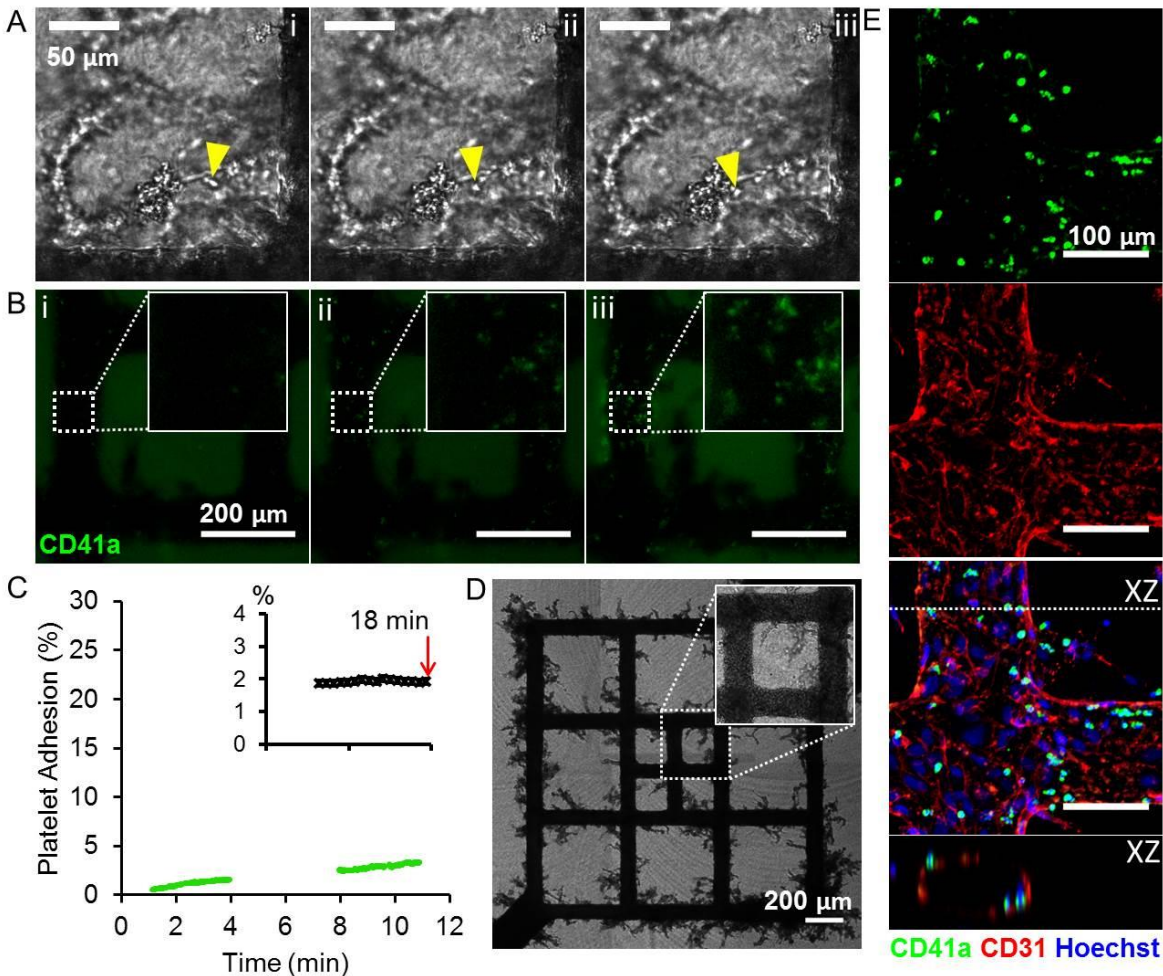 A
i
ii
iii
50 µm
B
i
ii
iii
200 µm
CD41a
C
Platelet Adhesion (%)
30
25
20
15
10
5
0
0 2 4 6 8 10 12
Time (min)
%
4
3
2
1
0
18 min
D
200 µm
E
100 µm
XZ
XZ
CD41a CD31 Hoechst